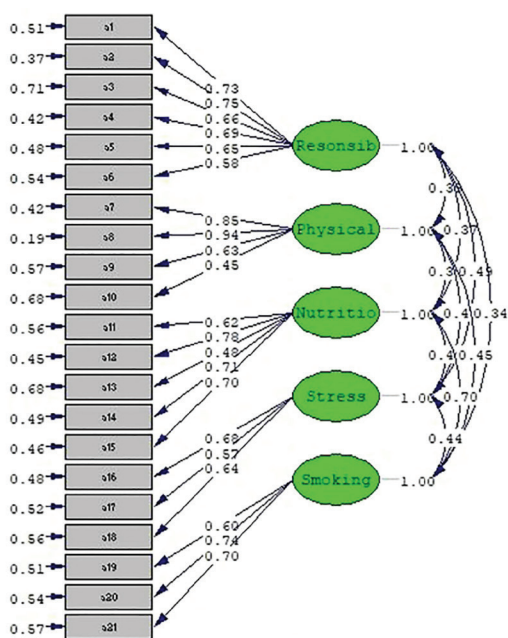 0.51 a1
0.37 a2
0.71 a3
0.42 a4
0.48 a5
0.54 a6
0.42 a7
0.19 a8
0.57 a9
0.68 a10
0.56 a11
0.45 a12
0.68 a13
0.49 a14
0.46 a15
0.48 a16
0.52 a17
0.56 a18
0.51 a19
0.54 a20
0.57 a21
0.73
0.75
0.66
0.69
0.65
0.58
0.85
0.94
0.63
0.45
0.62
0.78
0.48
0.71
0.70
0.68
0.57
0.64
0.60
0.74
0.70
Resonsib 1.00
Physical 1.00
Nutritio 1.00
Stress 1.00
Smoking 1.00
0.37
0.49
0.34
0.45
0.70
0.44